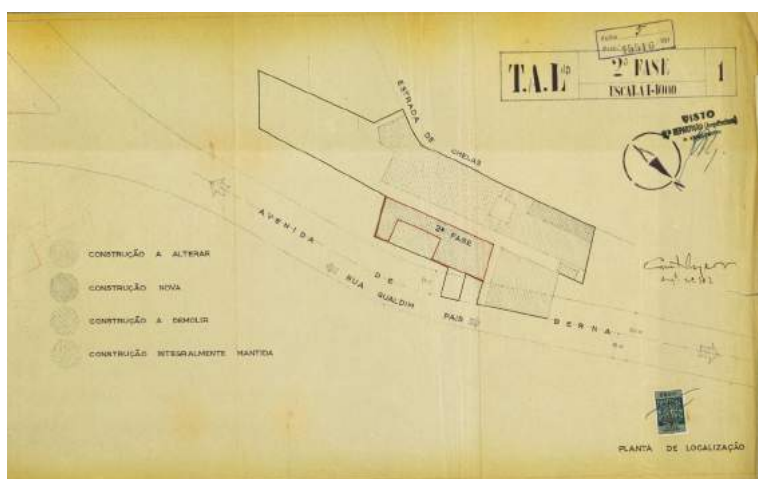 T.A.L.da
2ª FASE
ESCALA 1-1000
1
VISTO
ESTRADA DE CHELAS
2ª FASE
AVENIDA DE BERNA
RUA GUALDIM PAIS
CONSTRUÇÃO A ALTERAR
CONSTRUÇÃO NOVA
CONSTRUÇÃO A DEMOLIR
CONSTRUÇÃO INTEGRALMENTE MANTIDA
PLANTA DE LOCALIZAÇÃO